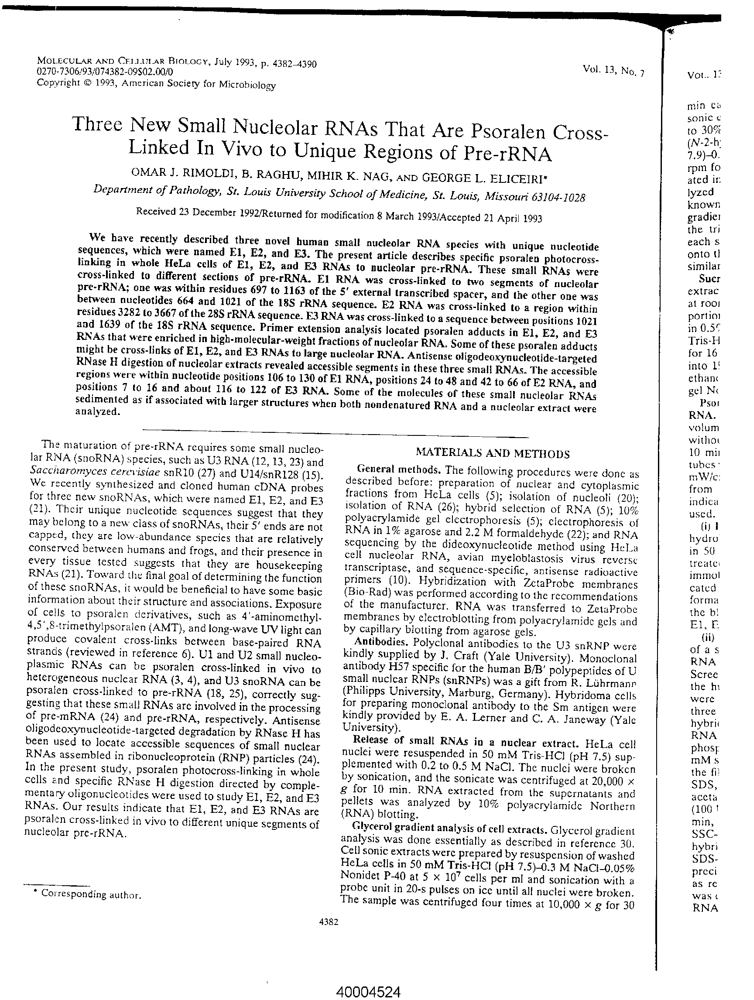 MOLECULAR AND CELLULAR BIOLOGY, July 1993, p. 4382-4390
0270-7306/93/074382-09$02.00/0
Copyright © 1993, American Society for Microbiology
Vol. 13, No. 7
Three New Small Nucleolar RNAs That Are Psoralen Cross-
Linked In Vivo to Unique Regions of Pre-rRNA
OMAR J. RIMOLDI, B. RAGHU, MIHIR K. NAG, AND GEORGE L. ELICEIRI*
Department of Pathology, St. Louis University School of Medicine, St. Louis, Missouri 63104-1028
Received 23 December 1992/Returned for modification 8 March 1993/Accepted 21 April 1993
We have recently described three novel human small nucleolar RNA species with unique nucleotide
sequences, which were named E1, E2, and E3. The present article describes specific psoralen photocross-
linking in whole HeLa cells of E1, E2, and E3 RNAs to nucleolar pre-rRNA. These small RNAs were
cross-linked to different sections of pre-rRNA. E1 RNA was cross-linked to two segments of nucleolar
pre-rRNA; one was within residues 697 to 1163 of the 5' external transcribed spacer, and the other one was
between nucleotides 664 and 1021 of the 18S rRNA sequence. E2 RNA was cross-linked to a region within
residues 3282 to 3667 of the 28S rRNA sequence. E3 RNA was cross-linked to a sequence between positions 1021
and 1639 of the 18S rRNA sequence. Primer extension analysis located psoralen adducts in E1, E2, and E3
RNAs that were enriched in high-molecular-weight fractions of nucleolar RNA. Some of these psoralen adducts
might be cross-links of E1, E2, and E3 RNAs to large nucleolar RNA. Antisense oligodeoxynucleotide-targeted
RNase H digestion of nucleolar extracts revealed accessible segments in these three small RNAs. The accessible
regions were within nucleotide positions 106 to 130 of E1 RNA, positions 24 to 48 and 42 to 66 of E2 RNA, and
positions 7 to 16 and about 116 to 122 of E3 RNA. Some of the molecules of these small nucleolar RNAs
sedimented as if associated with larger structures when both nondenatured RNA and a nucleolar extract were
analyzed.
The maturation of pre-rRNA requires some small nucleo-
lar RNA (snoRNA) species, such as U3 RNA (12, 13, 23) and
Saccharomyces cerevisiae snR10 (27) and U14/snR128 (15).
We recently synthesized and cloned human cDNA probes
for three new snoRNAs, which were named E1, E2, and E3
(21). Their unique nucleotide sequences suggest that they
may belong to a new class of snoRNAs, their 5' ends are not
capped, they are low-abundance species that are relatively
conserved between humans and frogs, and their presence in
every tissue tested suggests that they are housekeeping
RNAs (21). Toward the final goal of determining the function
of these snoRNAs, it would be beneficial to have some basic
information about their structure and associations. Exposure
of cells to psoralen derivatives, such as 4'-aminomethyl-
4,5',8-trimethylpsoralen (AMT), and long-wave UV light can
produce covalent cross-links between base-paired RNA
strands (reviewed in reference 6). U1 and U2 small nucleo-
plasmic RNAs can be psoralen cross-linked in vivo to
heterogeneous nuclear RNA (3, 4), and U3 snoRNA can be
psoralen cross-linked to pre-rRNA (18, 25), correctly sug-
gesting that these small RNAs are involved in the processing
of pre-mRNA (24) and pre-rRNA, respectively. Antisense
oligodeoxynucleotide-targeted degradation by RNase H has
been used to locate accessible sequences of small nuclear
RNAs assembled in ribonucleoprotein (RNP) particles (24).
In the present study, psoralen photocross-linking in whole
cells and specific RNase H digestion directed by comple-
mentary oligonucleotides were used to study E1, E2, and E3
RNAs. Our results indicate that E1, E2, and E3 RNAs are
psoralen cross-linked in vivo to different unique segments of
nucleolar pre-rRNA.
* Corresponding author.
MATERIALS AND METHODS
General methods. The following procedures were done as
described before: preparation of nuclear and cytoplasmic
fractions from HeLa cells (5); isolation of nucleoli (20);
isolation of RNA (26); hybrid selection of RNA (5); 10%
polyacrylamide gel electrophoresis (5); electrophoresis of
RNA in 1% agarose and 2.2 M formaldehyde (22); and RNA
sequencing by the dideoxynucleotide method using HeLa
cell nucleolar RNA, avian myeloblastosis virus reverse
transcriptase, and sequence-specific, antisense radioactive
primers (10). Hybridization with ZetaProbe membranes
(Bio-Rad) was performed according to the recommendations
of the manufacturer. RNA was transferred to ZetaProbe
membranes by electroblotting from polyacrylamide gels and
by capillary blotting from agarose gels.
Antibodies. Polyclonal antibodies to the U3 snRNP were
kindly supplied by J. Craft (Yale University). Monoclonal
antibody H57 specific for the human B/B' polypeptides of U
small nuclear RNPs (snRNPs) was a gift from R. Lührmann
(Philipps University, Marburg, Germany). Hybridoma cells
for preparing monoclonal antibody to the Sm antigen were
kindly provided by E. A. Lerner and C. A. Janeway (Yale
University).
Release of small RNAs in a nuclear extract. HeLa cell
nuclei were resuspended in 50 mM Tris-HCl (pH 7.5) sup-
plemented with 0.2 to 0.5 M NaCl. The nuclei were broken
by sonication, and the sonicate was centrifuged at 20,000 ×
g for 10 min. RNA extracted from the supernatants and
pellets was analyzed by 10% polyacrylamide Northern
(RNA) blotting.
Glycerol gradient analysis of cell extracts. Glycerol gradient
analysis was done essentially as described in reference 30.
Cell sonic extracts were prepared by resuspension of washed
HeLa cells in 50 mM Tris-HCl (pH 7.5)-0.3 M NaCl-0.05%
Nonidet P-40 at 5 × 10⁷ cells per ml and sonication with a
probe unit in 20-s pulses on ice until all nuclei were broken.
The sample was centrifuged four times at 10,000 × g for 30
4382
40004524
VOL. 13
min
sonic
to 30%
7.9)-0.
rpm fo
ated in
lyzed
known
gradie
the tri
each s
onto t
similar
extrac
at roo
portio
in 0.5
Tris-H
for 16
into 1
ethan
RNA.
volum
withou
10 mi
tubes
mW/c
from
indica
used.
(i)
hydro
in 50
treate
immo
cated
forma
E1, E
(ii)
of a s
RNA
Scree
the h
were
three
hybri
RNA
phosp
mM s
the fi
SDS,
aceta
(100
min,
SSC-
hybri
SDS-
preci
as re
was
RNA